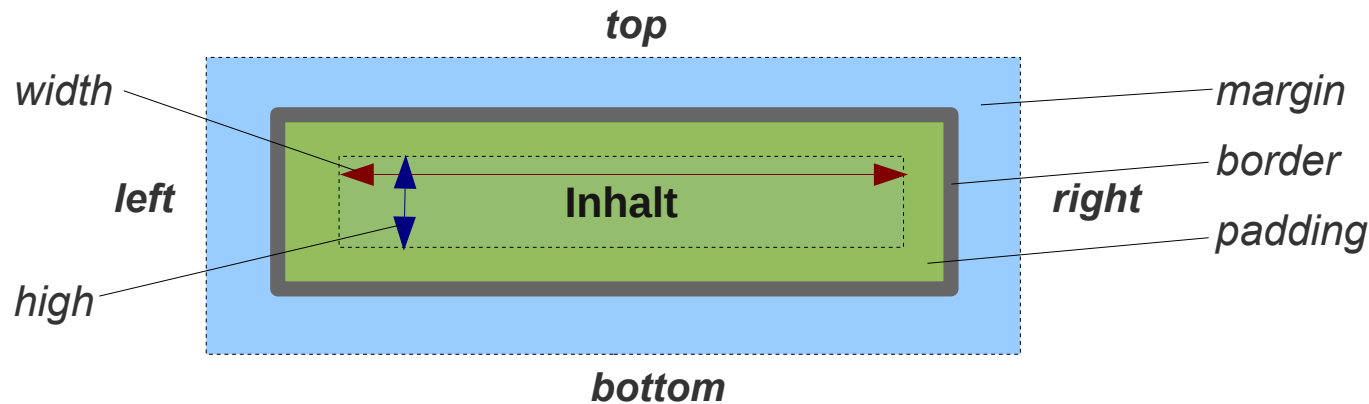 top
width
margin
border
left
Inhalt
right
padding
high
bottom